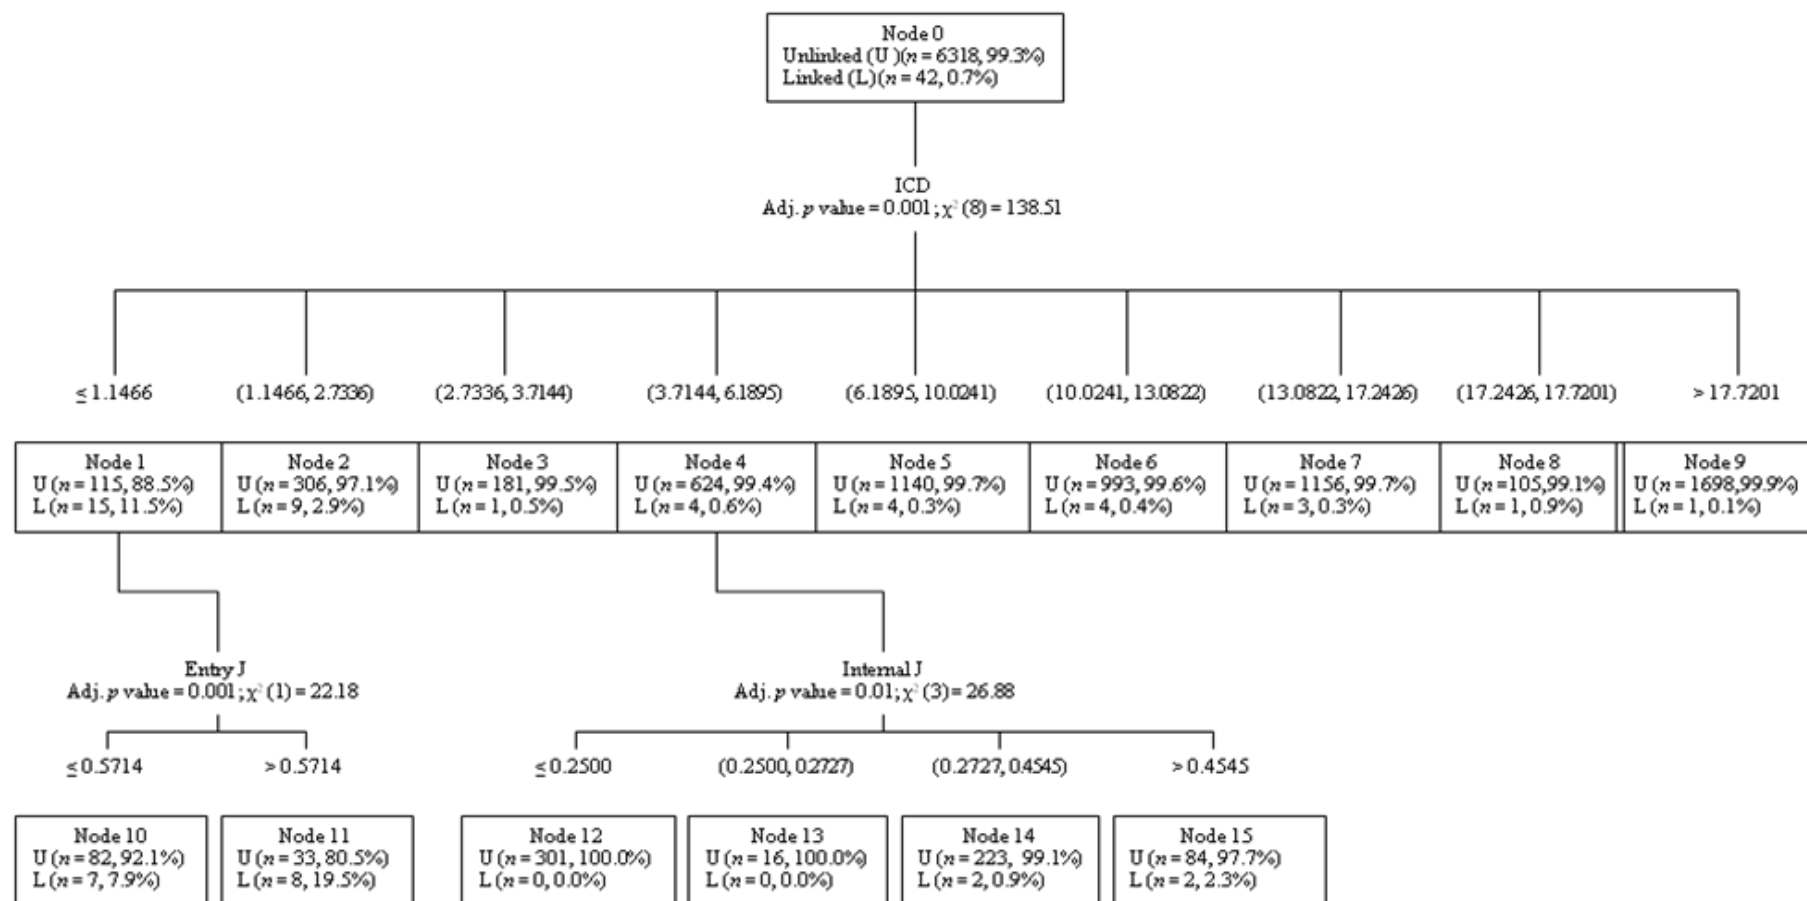 Node 0
Unlinked (U )(n = 6318, 99.3%)
Linked (L)(n = 42, 0.7%)
ICD
Adj. p value = 0.001; χ² (8) = 138.51
≤ 1.1466
(1.1466, 2.7336)
(2.7336, 3.7144)
(3.7144, 6.1895)
(6.1895, 10.0241)
(10.0241, 13.0822)
(13.0822, 17.2426)
(17.2426, 17.7201)
> 17.7201
Node 1
U (n = 115, 88.5%)
L (n = 15, 11.5%)
Node 2
U (n = 306, 97.1%)
L (n = 9, 2.9%)
Node 3
U (n = 181, 99.5%)
L (n = 1, 0.5%)
Node 4
U (n = 624, 99.4%)
L (n = 4, 0.6%)
Node 5
U (n = 1140, 99.7%)
L (n = 4, 0.3%)
Node 6
U (n = 993, 99.6%)
L (n = 4, 0.4%)
Node 7
U (n = 1156, 99.7%)
L (n = 3, 0.3%)
Node 8
U (n = 105, 99.1%)
L (n = 1, 0.9%)
Node 9
U (n = 1698, 99.9%)
L (n = 1, 0.1%)
Entry J
Adj. p value = 0.001; χ² (1) = 22.18
Internal J
Adj. p value = 0.01; χ² (3) = 26.88
≤ 0.5714
> 0.5714
≤ 0.2500
(0.2500, 0.2727)
(0.2727, 0.4545)
> 0.4545
Node 10
U (n = 82, 92.1%)
L (n = 7, 7.9%)
Node 11
U (n = 33, 80.5%)
L (n = 8, 19.5%)
Node 12
U (n = 301, 100.0%)
L (n = 0, 0.0%)
Node 13
U (n = 16, 100.0%)
L (n = 0, 0.0%)
Node 14
U (n = 223, 99.1%)
L (n = 2, 0.9%)
Node 15
U (n = 84, 97.7%)
L (n = 2, 2.3%)